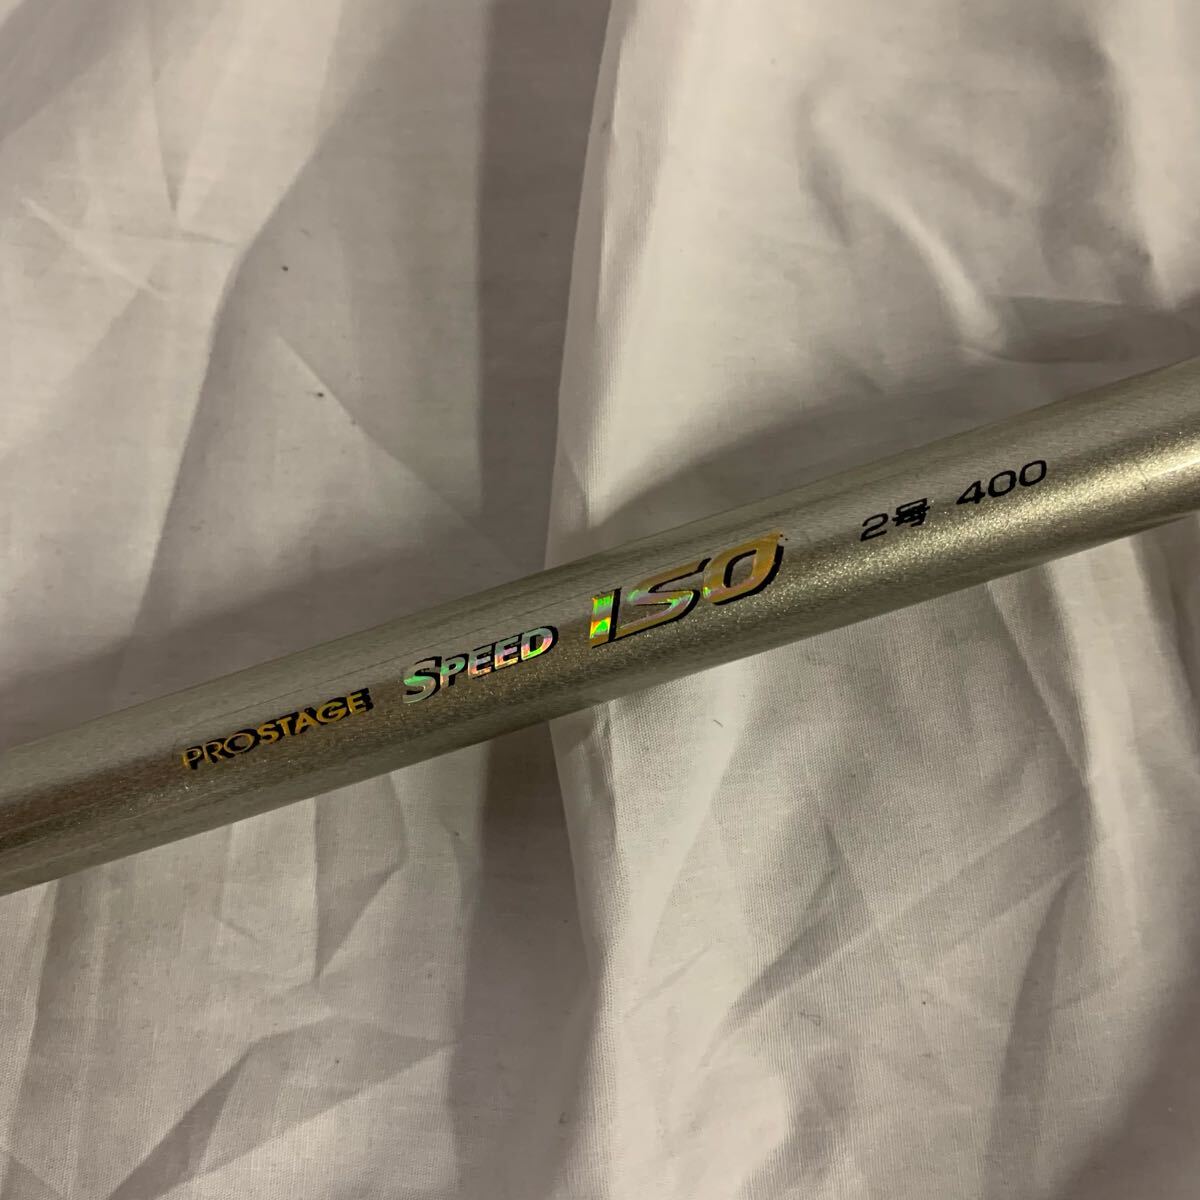 PROSTAGE SPEED ISO 2号 400